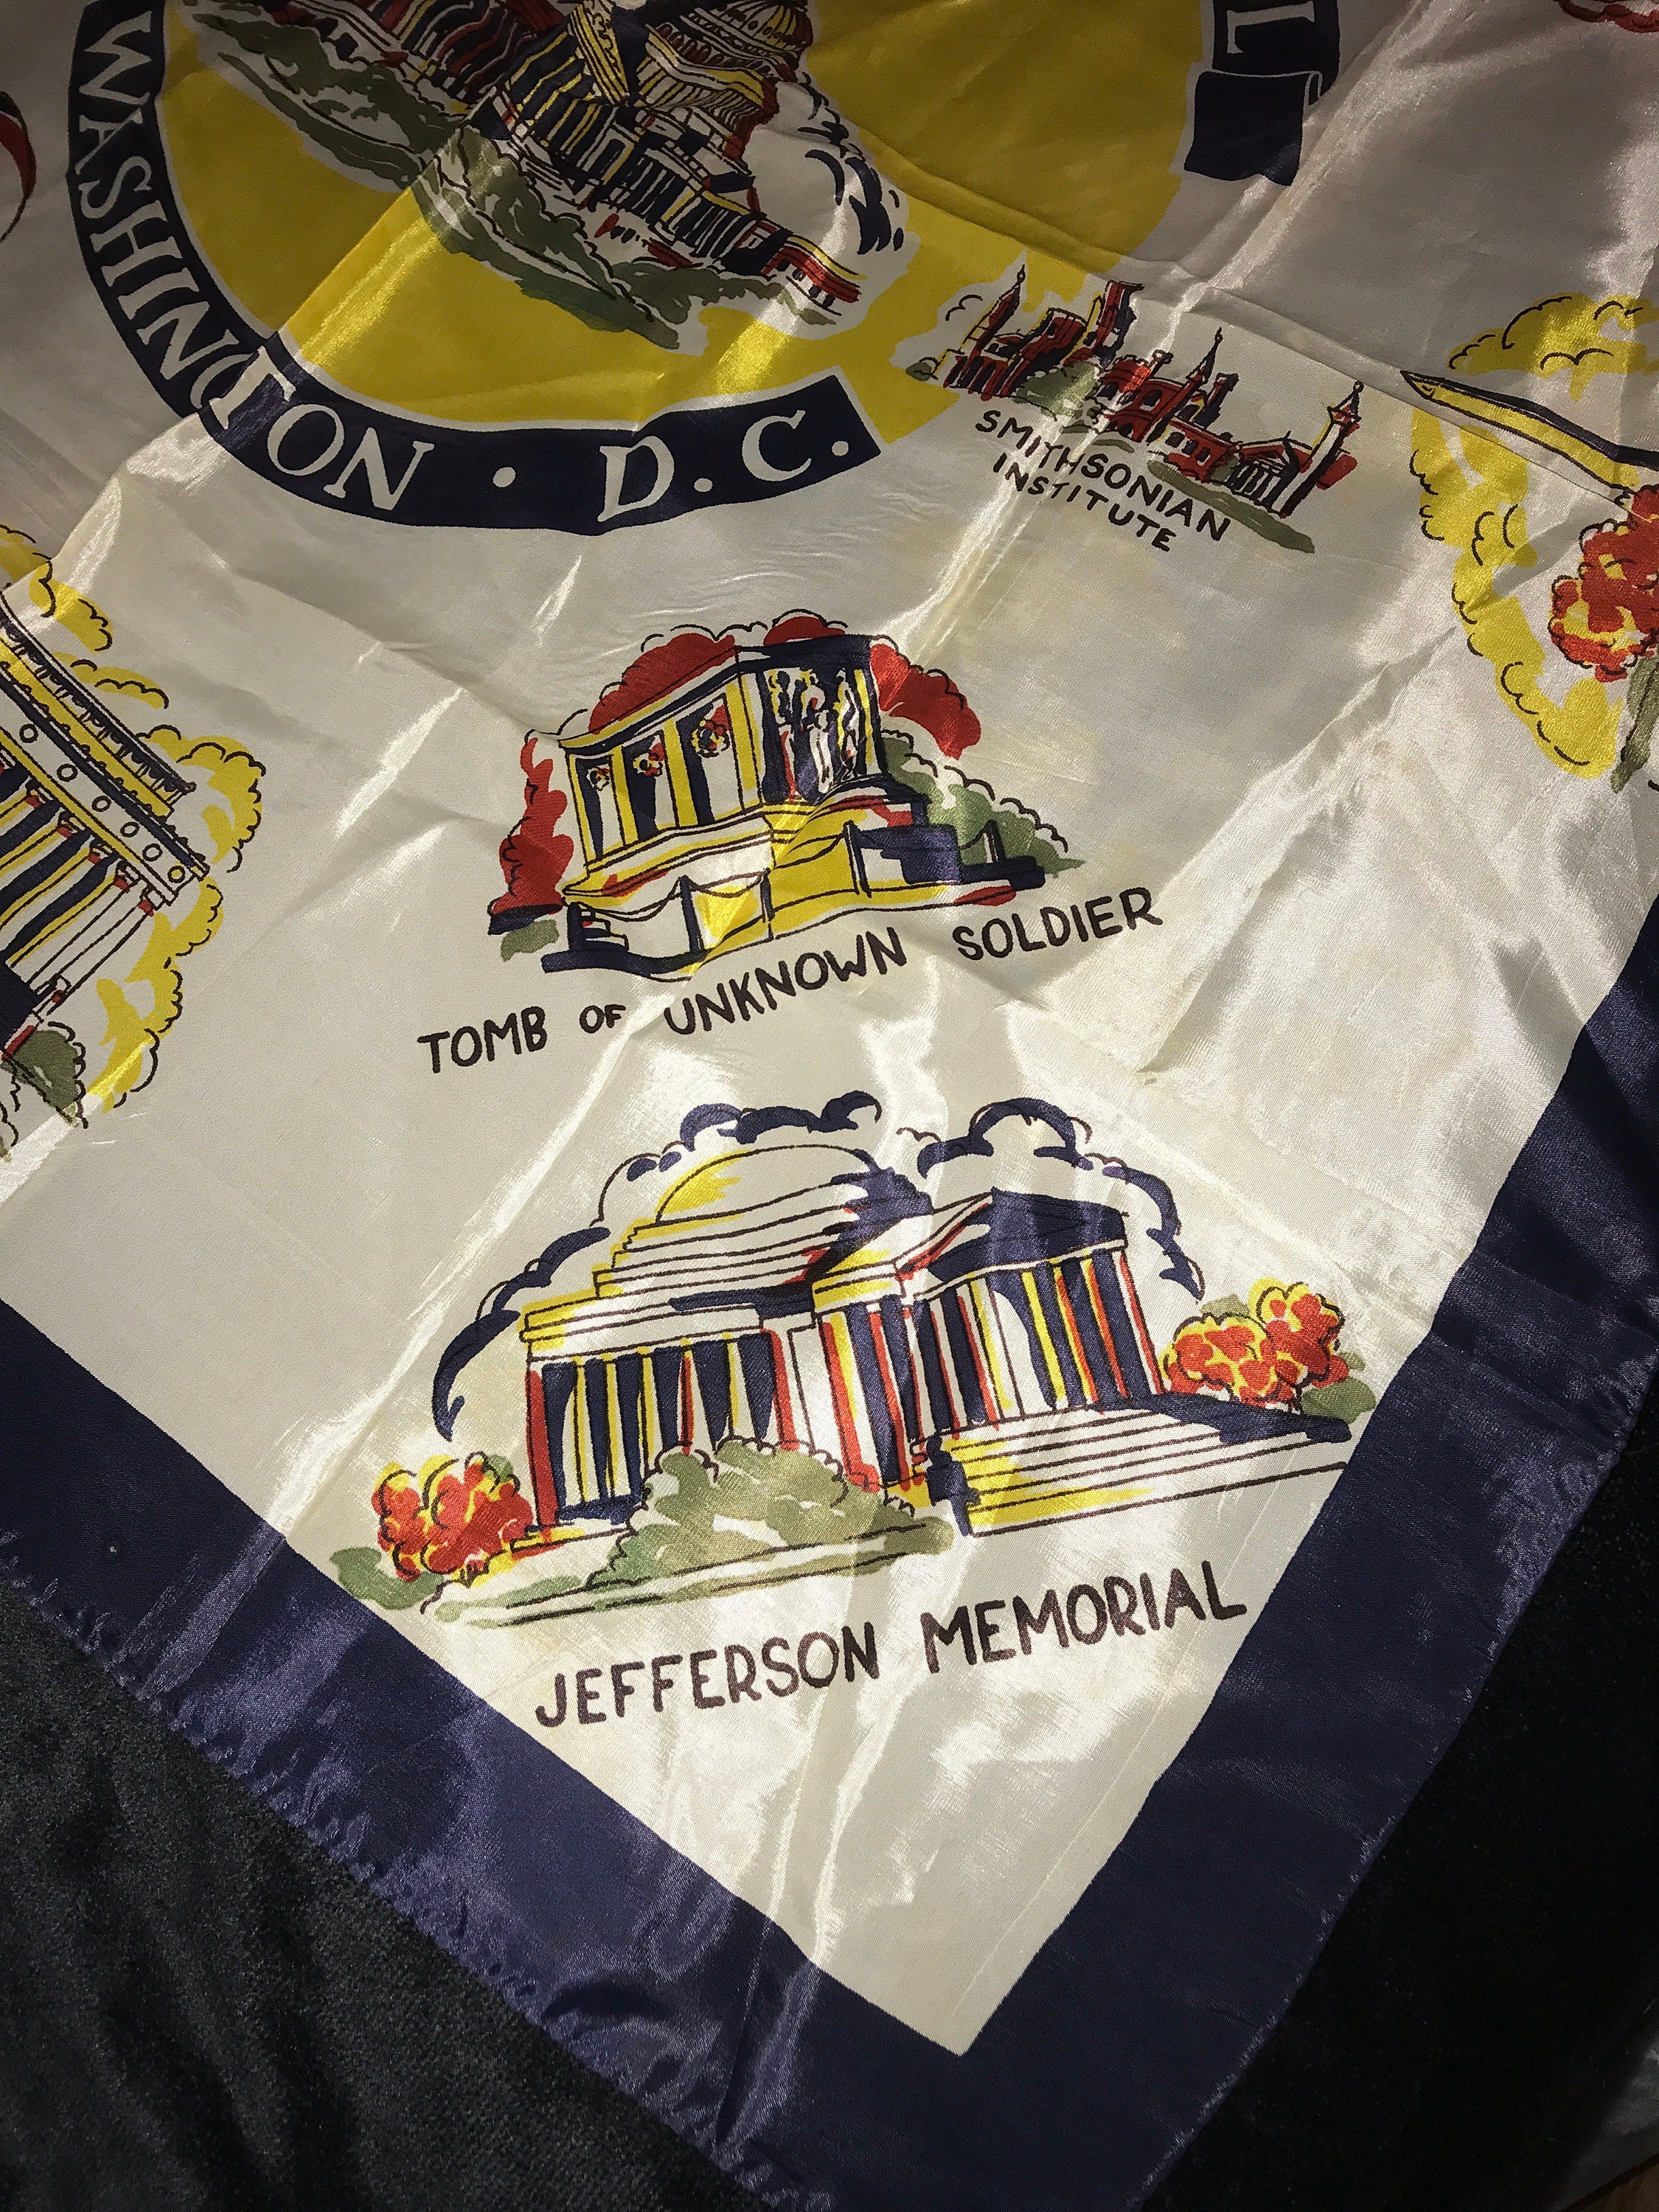 WASHINGTON · D.C.
SMITHSONIAN
INSTITUTE
TOMB OF UNKNOWN SOLDIER
JEFFERSON MEMORIAL